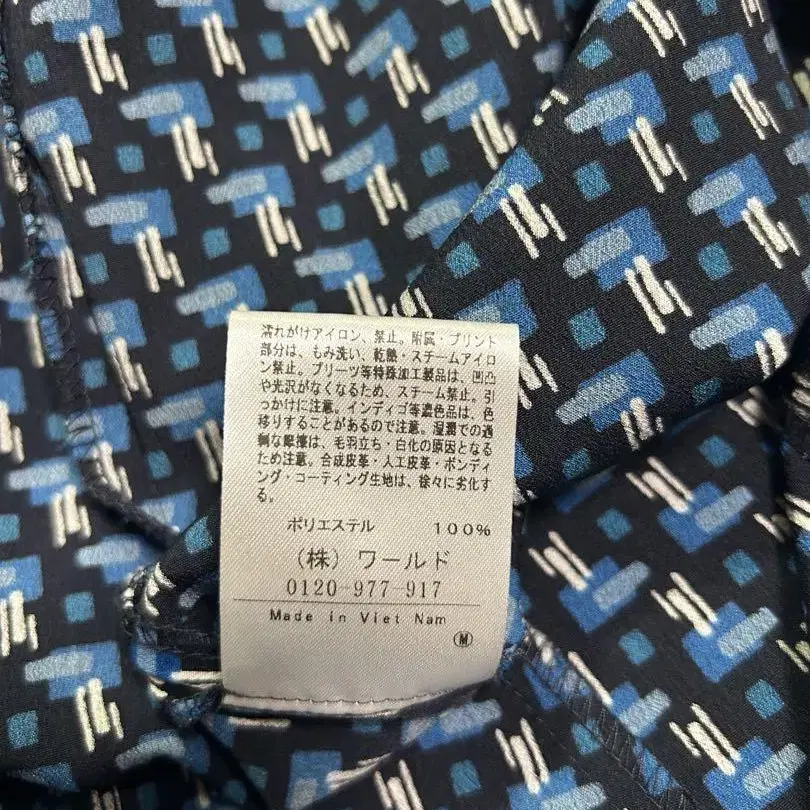 濡れがけアイロン、禁止。附属・プリント
部分は、もみ洗い、乾熱・スチームアイロ
ン禁止。プリーツ等特殊加工製品は、凹凸
や光沢がなくなるため、スチーム禁止。引
っかけに注意。インディゴ等濃色品は、色
移りすることがあるので注意。湿潤での過
剰な摩擦は、毛羽立ち・白化の原因となる
ため注意。合成皮革・人工皮革・ボンディ
ング・コーティング生地は、徐々に劣化す
る。
ポリエステル 100%
(株) ワールド
0120-977-917
Made in Viet Nam
M